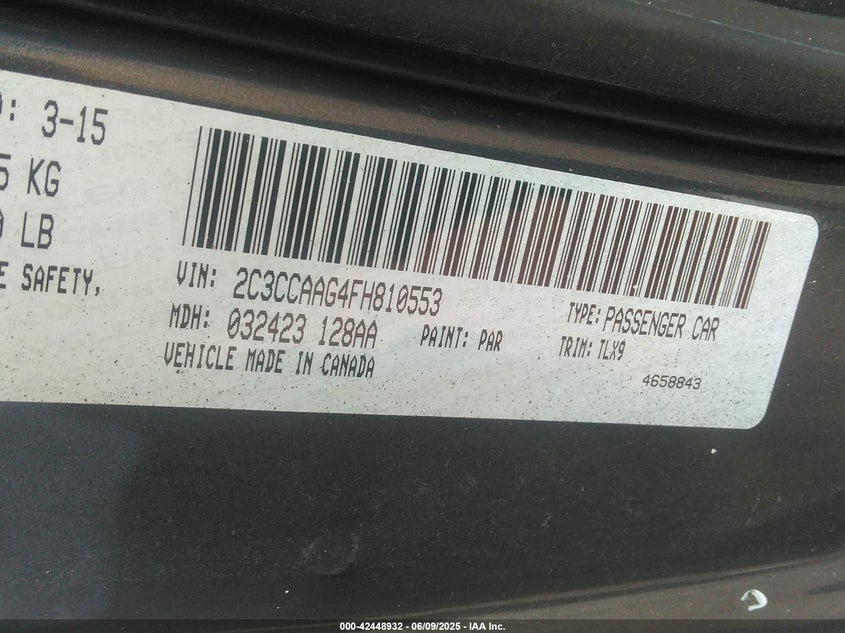 : 3-15
5 KG
LB
E SAFETY,
VIN: 2C3CCAAG4FH810553
MDH: 032423 128AA
PAINT: PAR
VEHICLE MADE IN CANADA
TYPE: PASSENGER CAR
TRIM: TLX9
4658843
000-42448932 - 06/09/2025 - IAA Inc.